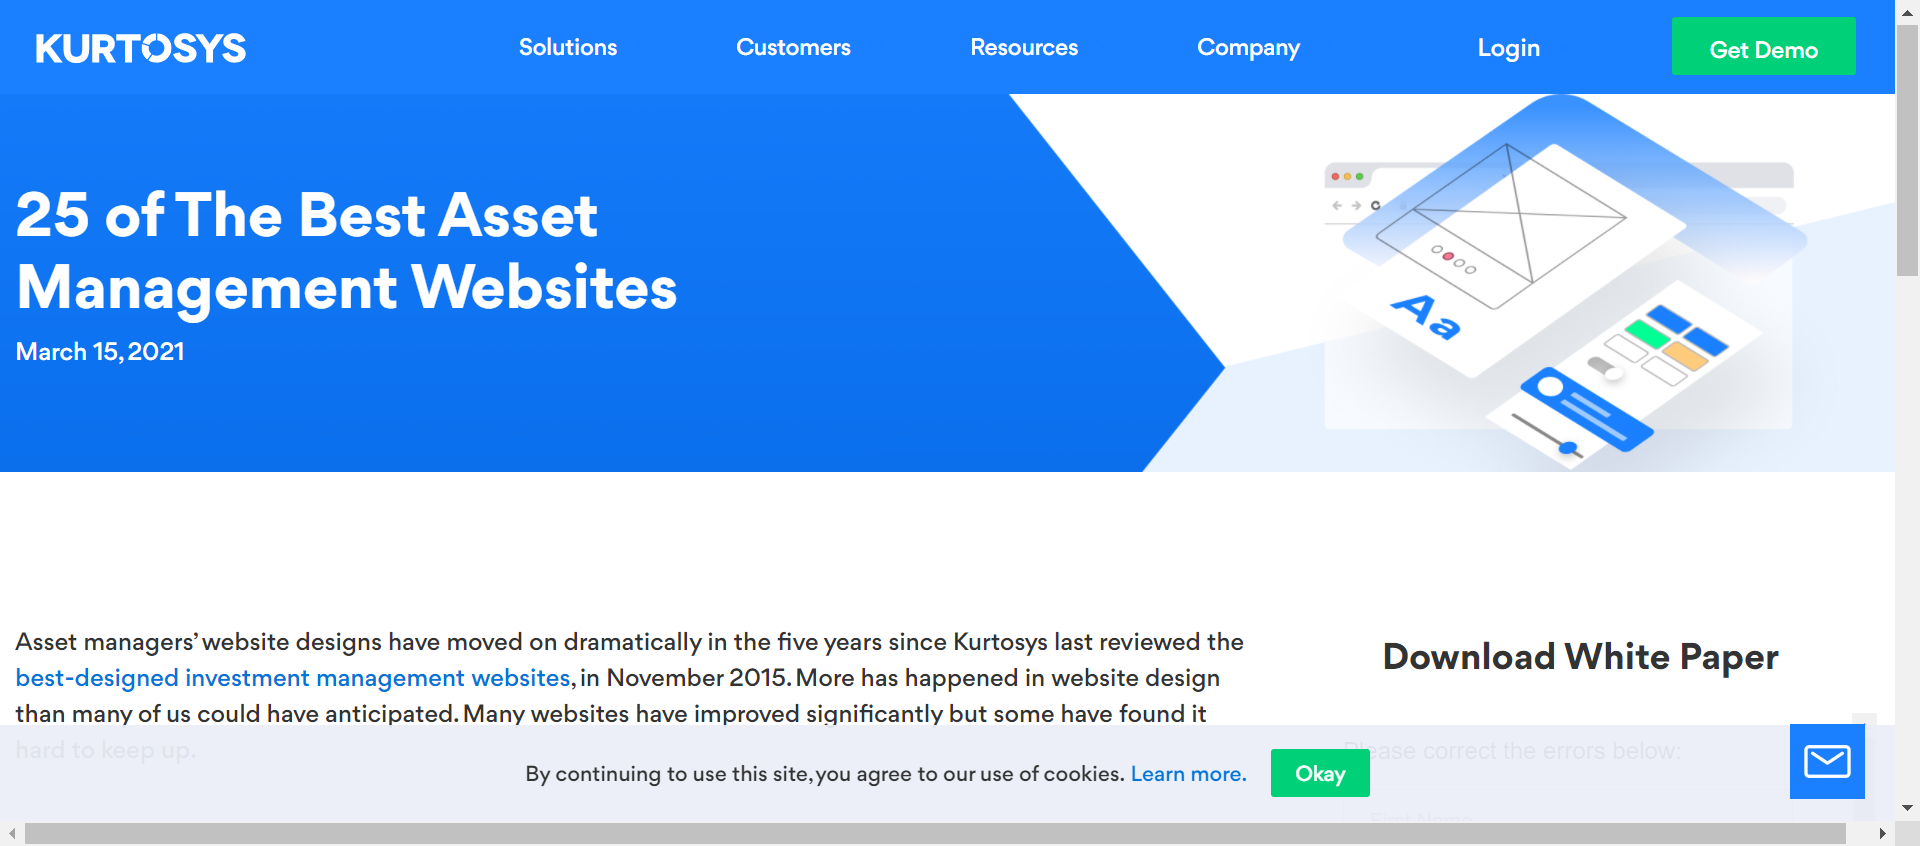 KURTOSYS
Solutions
Customers
Resources
Company
Login
Get Demo
25 of The Best Asset
Management Websites
March 15, 2021
Aa
Asset managers’ website designs have moved on dramatically in the five years since Kurtosys last reviewed the
best-designed investment management websites, in November 2015. More has happened in website design
than many of us could have anticipated. Many websites have improved significantly but some have found it
hard to keep up.
Download White Paper
Please correct the errors below:
First Name
By continuing to use this site, you agree to our use of cookies. Learn more.
Okay